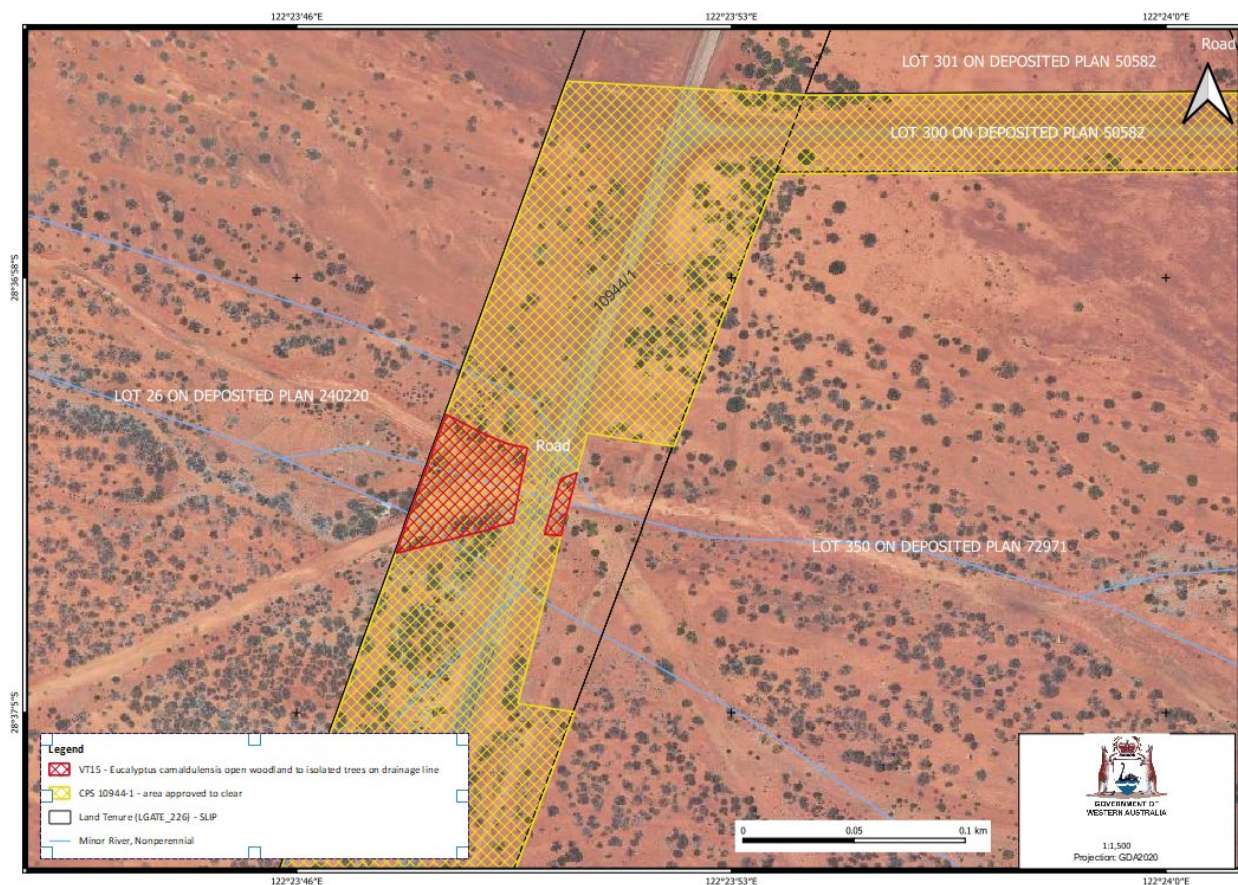 122°23'46"E
122°23'53"E
122°24'0"E
Road
LOT 301 ON DEPOSITED PLAN 50582
LOT 300 ON DEPOSITED PLAN 50582
28°36'58"S
10944/1
LOT 26 ON DEPOSITED PLAN 240220
Road
LOT 350 ON DEPOSITED PLAN 72971
28°37'5"S
Legend
VT15 - Eucalyptus camaldulensis open woodland to isolated trees on drainage line
CPS 10944-1 - area approved to clear
Land Tenure (LGATE_226) - SLIP
Minor River, Nonperennial
0 0.05 0.1 km
GOVERNMENT OF
WESTERN AUSTRALIA
1:1,500
Projection: GDA2020
122°23'46"E
122°23'53"E
122°24'0"E